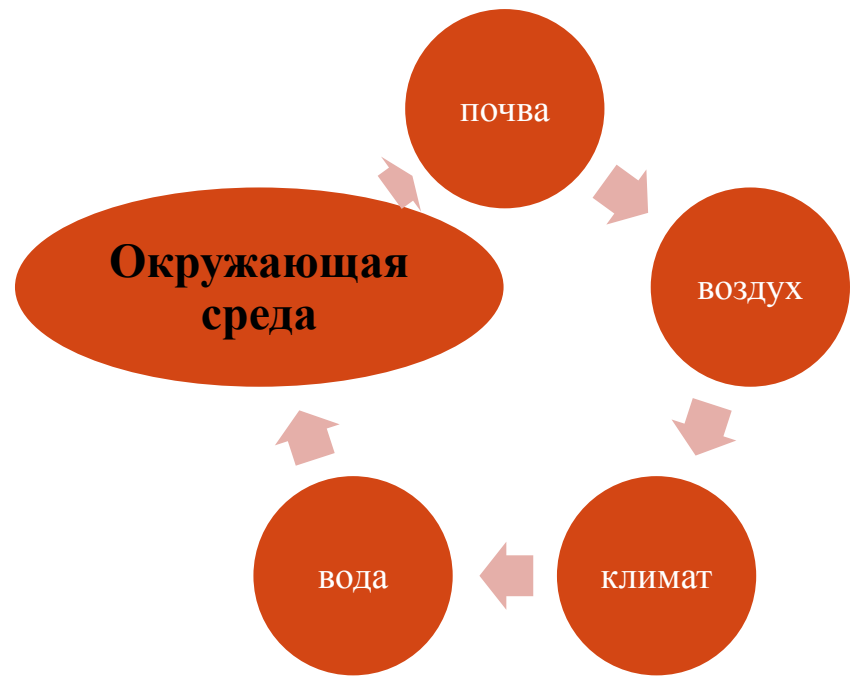 почва
Окружающая
среда
воздух
вода
климат